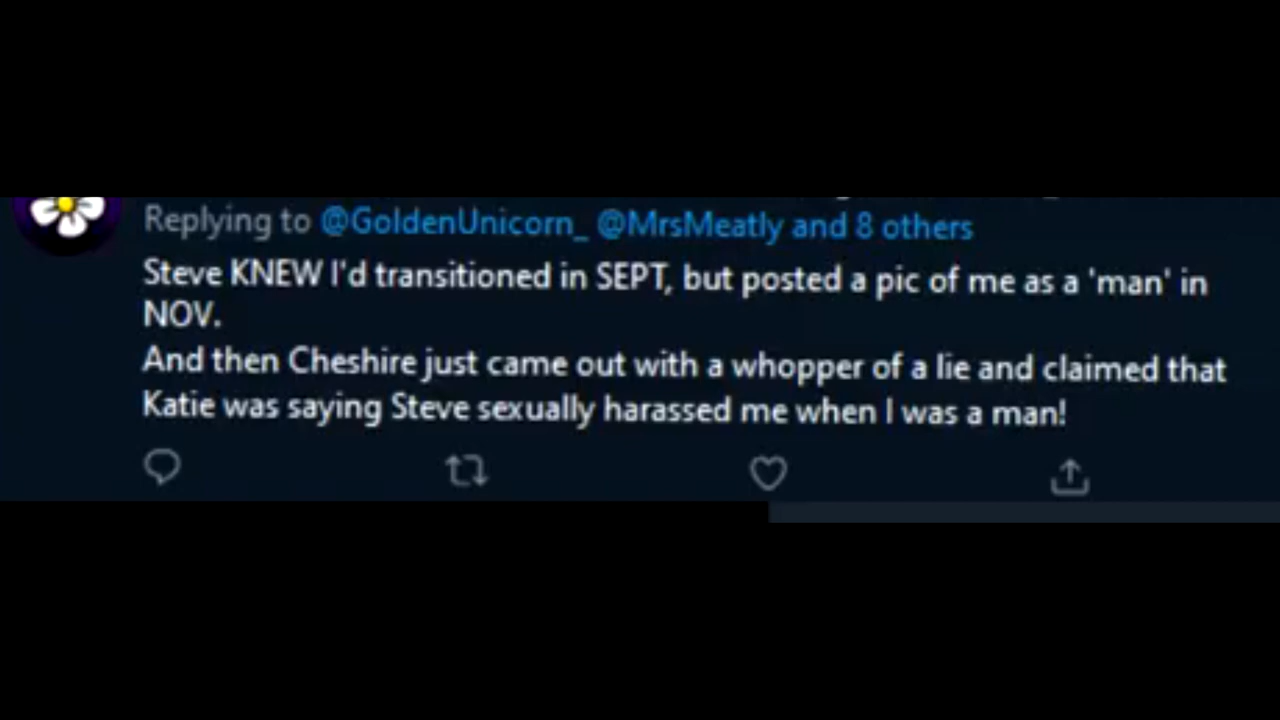 Replying to @GoldenUnicorn_ @MrsMeatly and 8 others
Steve KNEW I'd transitioned in SEPT, but posted a pic of me as a 'man' in
NOV.
And then Cheshire just came out with a whopper of a lie and claimed that
Katie was saying Steve sexually harassed me when I was a man!